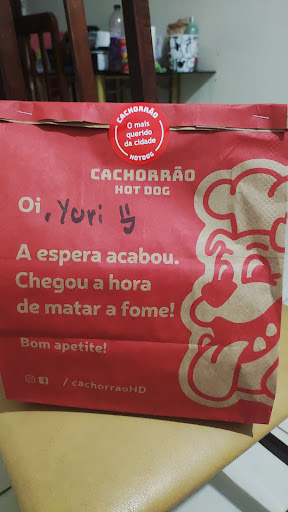 CACHORRÃO
O mais
querido
da cidade
HOTDOG
CACHORRÃO
HOT DOG
Oi, Yuri =)
A espera acabou.
Chegou a hora
de matar a fome!
Bom apetite!
/ cachorraoHD